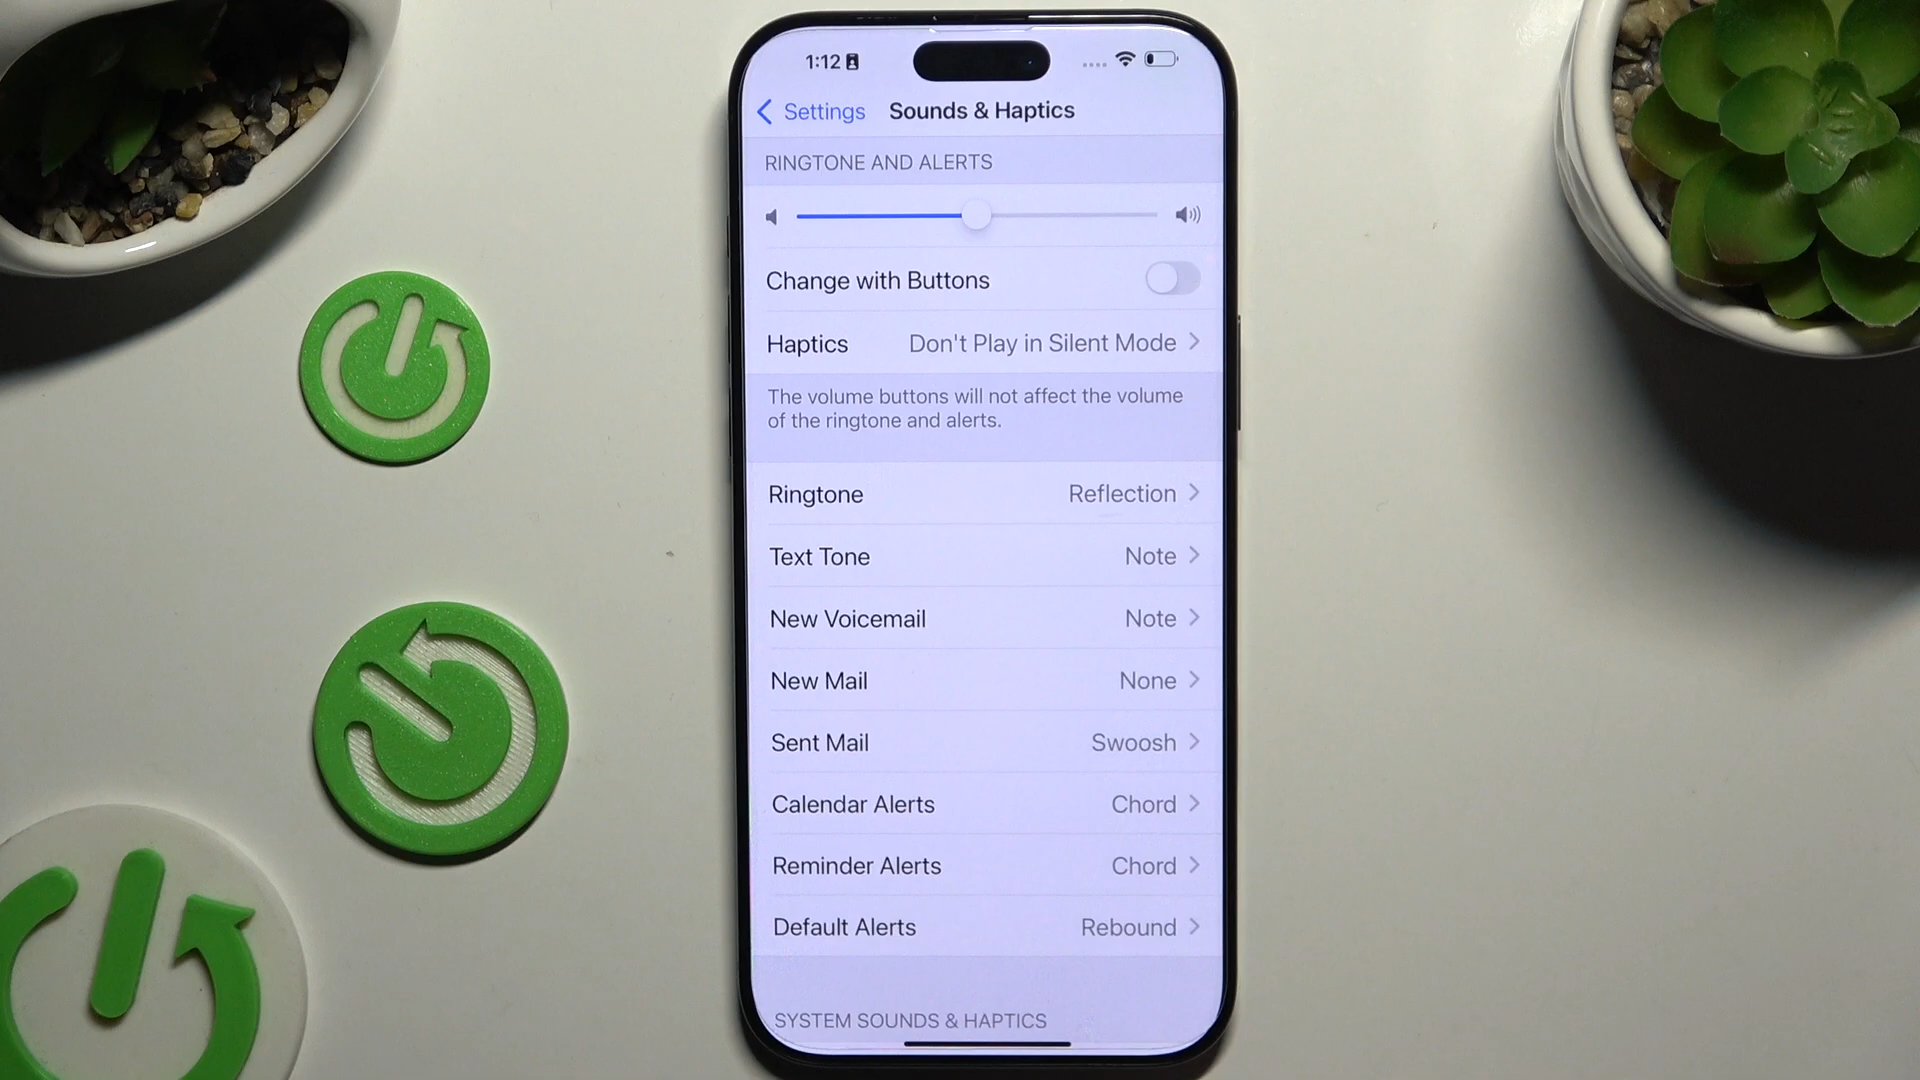 1:12
Settings Sounds & Haptics
RINGTONE AND ALERTS
Change with Buttons
Haptics Don't Play in Silent Mode
The volume buttons will not affect the volume
of the ringtone and alerts.
Ringtone Reflection
Text Tone Note
New Voicemail Note
New Mail None
Sent Mail Swoosh
Calendar Alerts Chord
Reminder Alerts Chord
Default Alerts Rebound
SYSTEM SOUNDS & HAPTICS